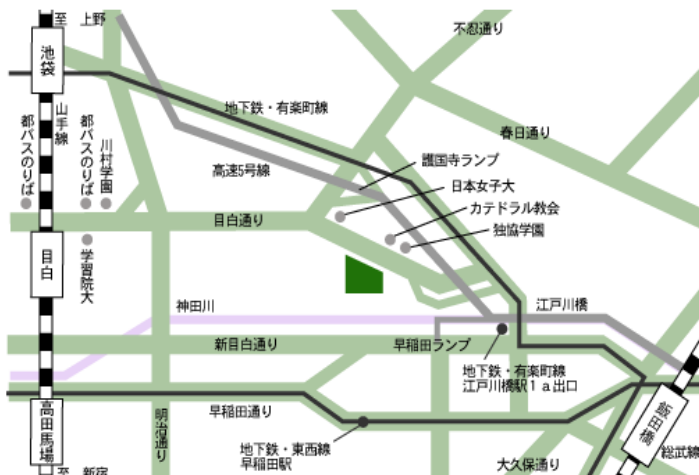 至 上野
不忍通り
池袋
地下鉄・有楽町線
山手線
春日通り
都バスのりば
都バスのりば
川村学園
護国寺ランプ
高速5号線
日本女子大
カテドラル教会
目白通り
独協学園
目白
学習院大
神田川
江戸川橋
新目白通り
早稲田ランプ
地下鉄・有楽町線
江戸川橋駅1a出口
高田馬場
明治通り
早稲田通り
飯田橋
地下鉄・東西線
早稲田駅
総武線
大久保通り
至 新宿